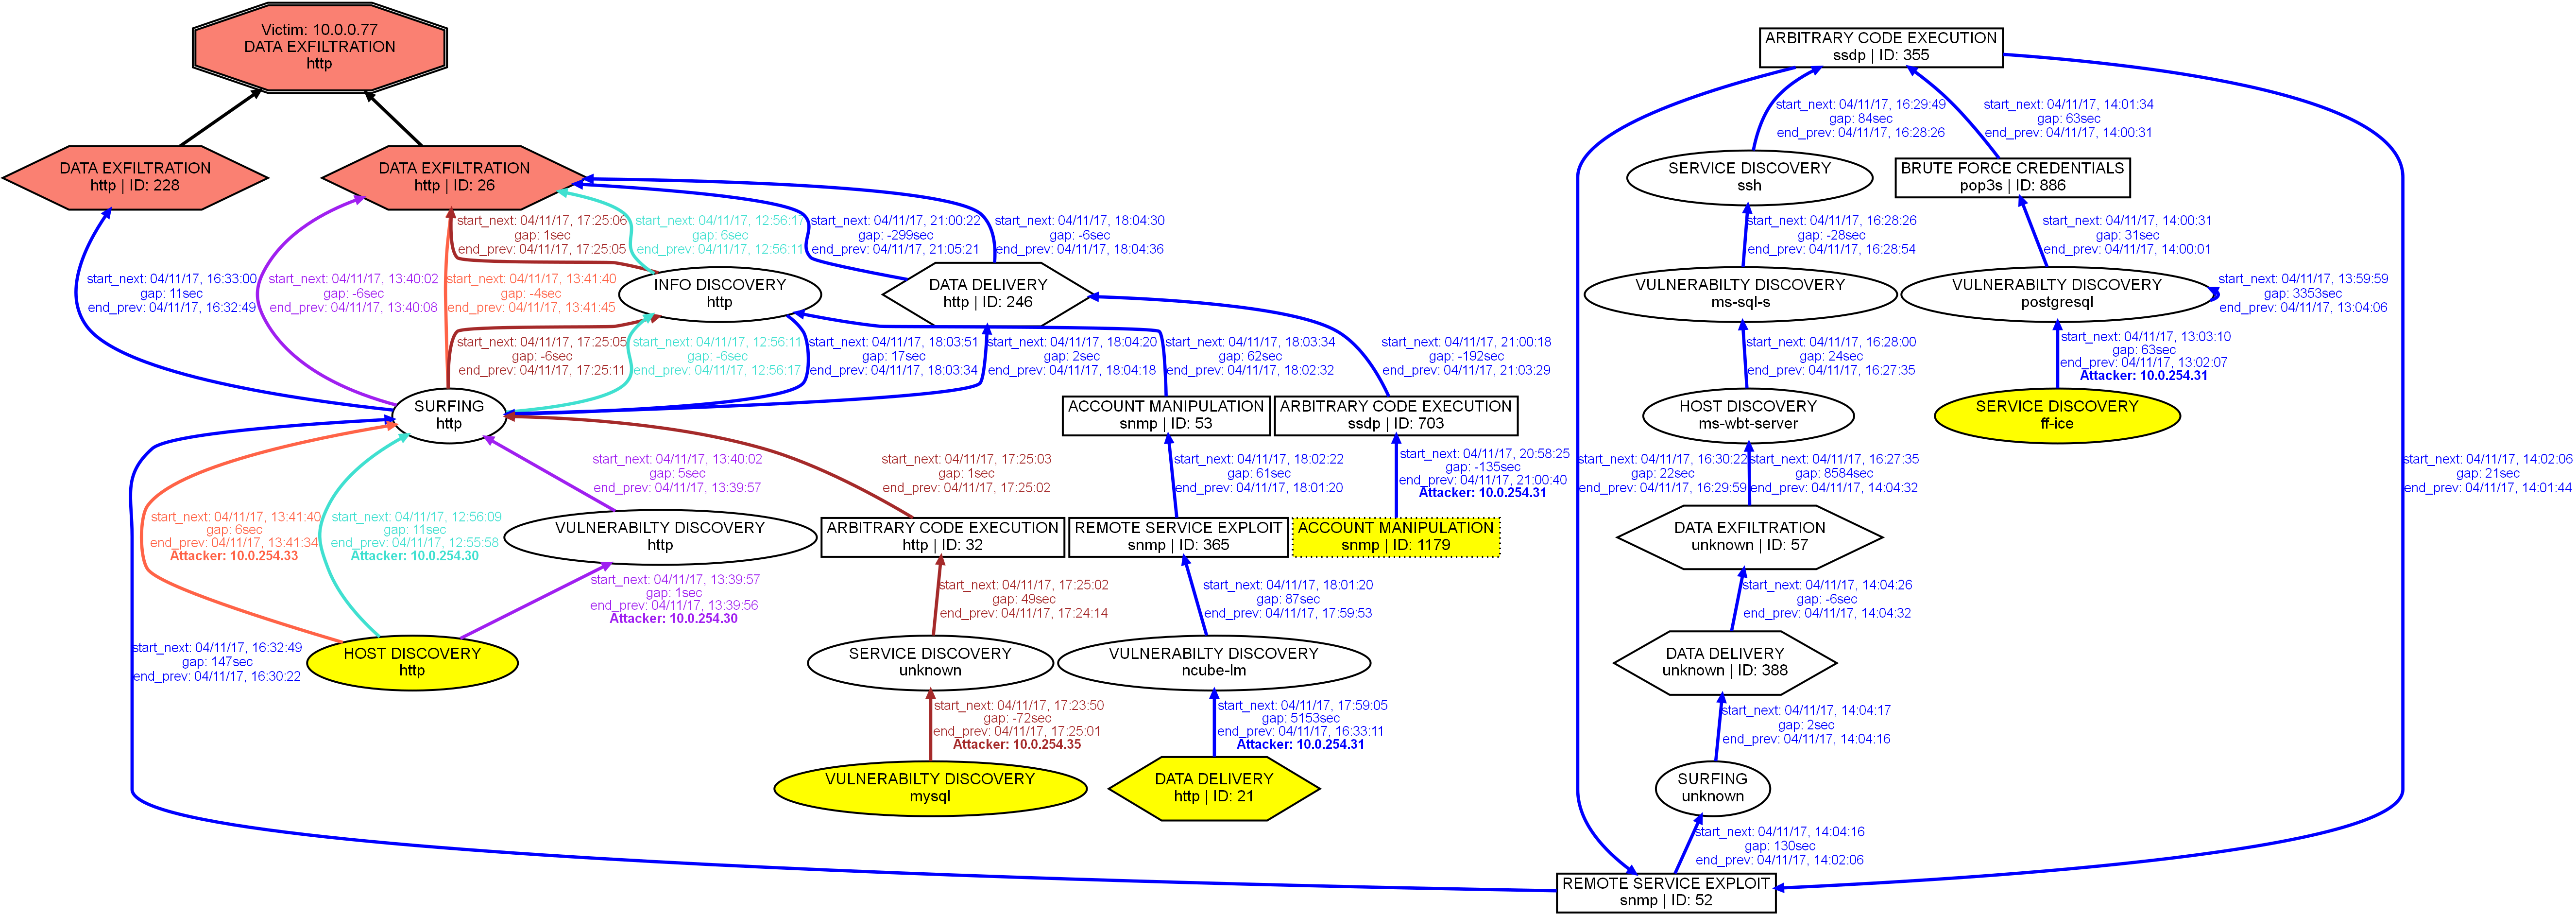 Victim: 10.0.0.77
DATA EXFILTRATION
http
ARBITRARY CODE EXECUTION
ssdp | ID: 355
start_next: 04/11/17, 16:29:49
gap: 84sec
end_prev: 04/11/17, 16:28:26
start_next: 04/11/17, 14:01:34
gap: 63sec
end_prev: 04/11/17, 14:00:31
DATA EXFILTRATION
http | ID: 228
DATA EXFILTRATION
http | ID: 26
SERVICE DISCOVERY
ssh
BRUTE FORCE CREDENTIALS
pop3s | ID: 886
start_next: 04/11/17, 17:25:06
gap: 1sec
end_prev: 04/11/17, 17:25:05
start_next: 04/11/17, 12:56:17
gap: 6sec
end_prev: 04/11/17, 12:56:11
start_next: 04/11/17, 21:00:22
gap: -299sec
end_prev: 04/11/17, 21:05:21
start_next: 04/11/17, 18:04:30
gap: -6sec
end_prev: 04/11/17, 18:04:36
start_next: 04/11/17, 16:28:26
gap: -28sec
end_prev: 04/11/17, 16:28:54
start_next: 04/11/17, 14:00:31
gap: 31sec
end_prev: 04/11/17, 14:00:01
start_next: 04/11/17, 16:33:00
gap: 11sec
end_prev: 04/11/17, 16:32:49
start_next: 04/11/17, 13:40:02
gap: -6sec
end_prev: 04/11/17, 13:40:08
start_next: 04/11/17, 13:41:40
gap: -4sec
end_prev: 04/11/17, 13:41:45
INFO DISCOVERY
http
DATA DELIVERY
http | ID: 246
VULNERABILTY DISCOVERY
ms-sql-s
VULNERABILTY DISCOVERY
postgresql
start_next: 04/11/17, 13:59:59
gap: 3353sec
end_prev: 04/11/17, 13:04:06
start_next: 04/11/17, 17:25:05
gap: -6sec
end_prev: 04/11/17, 17:25:11
start_next: 04/11/17, 12:56:11
gap: -6sec
end_prev: 04/11/17, 12:56:17
start_next: 04/11/17, 18:03:51
gap: 17sec
end_prev: 04/11/17, 18:03:34
start_next: 04/11/17, 18:04:20
gap: 2sec
end_prev: 04/11/17, 18:04:18
start_next: 04/11/17, 18:03:34
gap: 62sec
end_prev: 04/11/17, 18:02:32
start_next: 04/11/17, 21:00:18
gap: -192sec
end_prev: 04/11/17, 21:03:29
start_next: 04/11/17, 16:28:00
gap: 24sec
end_prev: 04/11/17, 16:27:35
start_next: 04/11/17, 13:03:10
gap: 63sec
end_prev: 04/11/17, 13:02:07
Attacker: 10.0.254.31
SURFING
http
ACCOUNT MANIPULATION
snmp | ID: 53
ARBITRARY CODE EXECUTION
ssdp | ID: 703
HOST DISCOVERY
ms-wbt-server
SERVICE DISCOVERY
ff-ice
start_next: 04/11/17, 13:40:02
gap: 5sec
end_prev: 04/11/17, 13:39:57
start_next: 04/11/17, 17:25:03
gap: 1sec
end_prev: 04/11/17, 17:25:02
start_next: 04/11/17, 18:02:22
gap: 61sec
end_prev: 04/11/17, 18:01:20
start_next: 04/11/17, 20:58:25
gap: -135sec
end_prev: 04/11/17, 21:00:40
Attacker: 10.0.254.31
start_next: 04/11/17, 16:30:22
gap: 22sec
end_prev: 04/11/17, 16:29:59
start_next: 04/11/17, 16:27:35
gap: 8584sec
end_prev: 04/11/17, 14:04:32
start_next: 04/11/17, 14:02:06
gap: 21sec
end_prev: 04/11/17, 14:01:44
start_next: 04/11/17, 13:41:40
gap: 6sec
end_prev: 04/11/17, 13:41:34
Attacker: 10.0.254.33
start_next: 04/11/17, 12:56:09
gap: 11sec
end_prev: 04/11/17, 12:55:58
Attacker: 10.0.254.30
VULNERABILTY DISCOVERY
http
ARBITRARY CODE EXECUTION
http | ID: 32
REMOTE SERVICE EXPLOIT
snmp | ID: 365
ACCOUNT MANIPULATION
snmp | ID: 1179
DATA EXFILTRATION
unknown | ID: 57
start_next: 04/11/17, 13:39:57
gap: 1sec
end_prev: 04/11/17, 13:39:56
Attacker: 10.0.254.30
start_next: 04/11/17, 17:25:02
gap: 49sec
end_prev: 04/11/17, 17:24:14
start_next: 04/11/17, 18:01:20
gap: 87sec
end_prev: 04/11/17, 17:59:53
start_next: 04/11/17, 14:04:26
gap: -6sec
end_prev: 04/11/17, 14:04:32
start_next: 04/11/17, 16:32:49
gap: 147sec
end_prev: 04/11/17, 16:30:22
HOST DISCOVERY
http
SERVICE DISCOVERY
unknown
VULNERABILTY DISCOVERY
ncube-lm
DATA DELIVERY
unknown | ID: 388
start_next: 04/11/17, 17:23:50
gap: -72sec
end_prev: 04/11/17, 17:25:01
Attacker: 10.0.254.35
start_next: 04/11/17, 17:59:05
gap: 5153sec
end_prev: 04/11/17, 16:33:11
Attacker: 10.0.254.31
start_next: 04/11/17, 14:04:17
gap: 2sec
end_prev: 04/11/17, 14:04:16
VULNERABILTY DISCOVERY
mysql
DATA DELIVERY
http | ID: 21
SURFING
unknown
start_next: 04/11/17, 14:04:16
gap: 130sec
end_prev: 04/11/17, 14:02:06
REMOTE SERVICE EXPLOIT
snmp | ID: 52